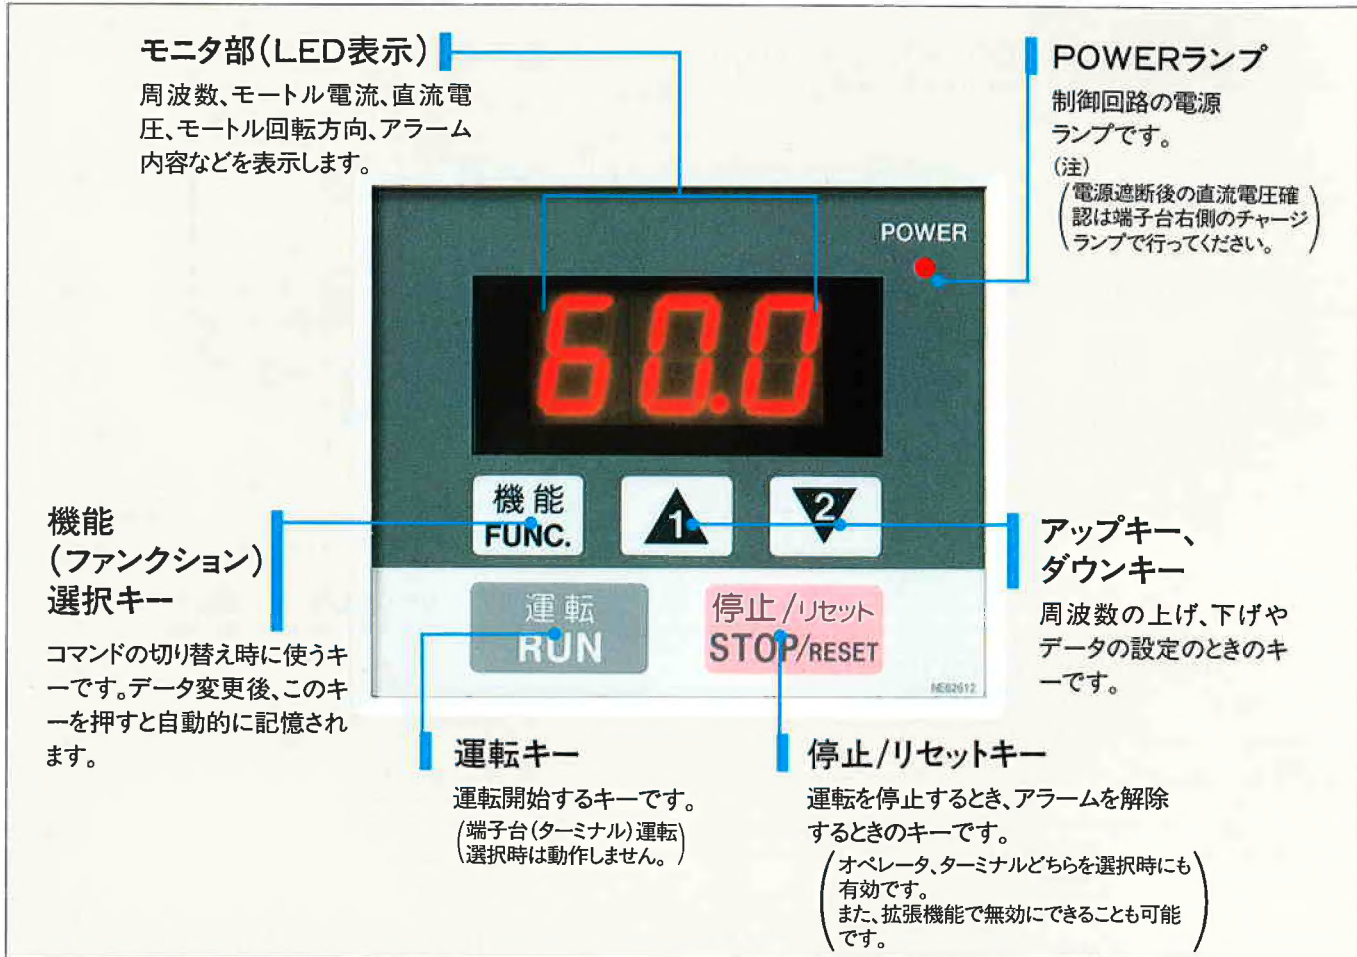 モニタ部(LED表示)
周波数、モートル電流、直流電
圧、モートル回転方向、アラーム
内容などを表示します。
POWERランプ
制御回路の電源
ランプです。
(注)
(電源遮断後の直流電圧確
認は端子台右側のチャージ
ランプで行ってください。)
POWER
60.0
機能
FUNC.
1
2
運転
RUN
停止/リセット
STOP/RESET
NE62612
機能
(ファンクション)
選択キー
コマンドの切り替え時に使うキ
ーです。データ変更後、このキ
ーを押すと自動的に記憶され
ます。
アップキー、
ダウンキー
周波数の上げ、下げや
データの設定のときのキ
ーです。
運転キー
運転開始するキーです。
(端子台(ターミナル)運転
選択時は動作しません。)
停止/リセットキー
運転を停止するとき、アラームを解除
するときのキーです。
(オペレータ、ターミナルどちらを選択時にも
有効です。
また、拡張機能で無効にできることも可能
です。)